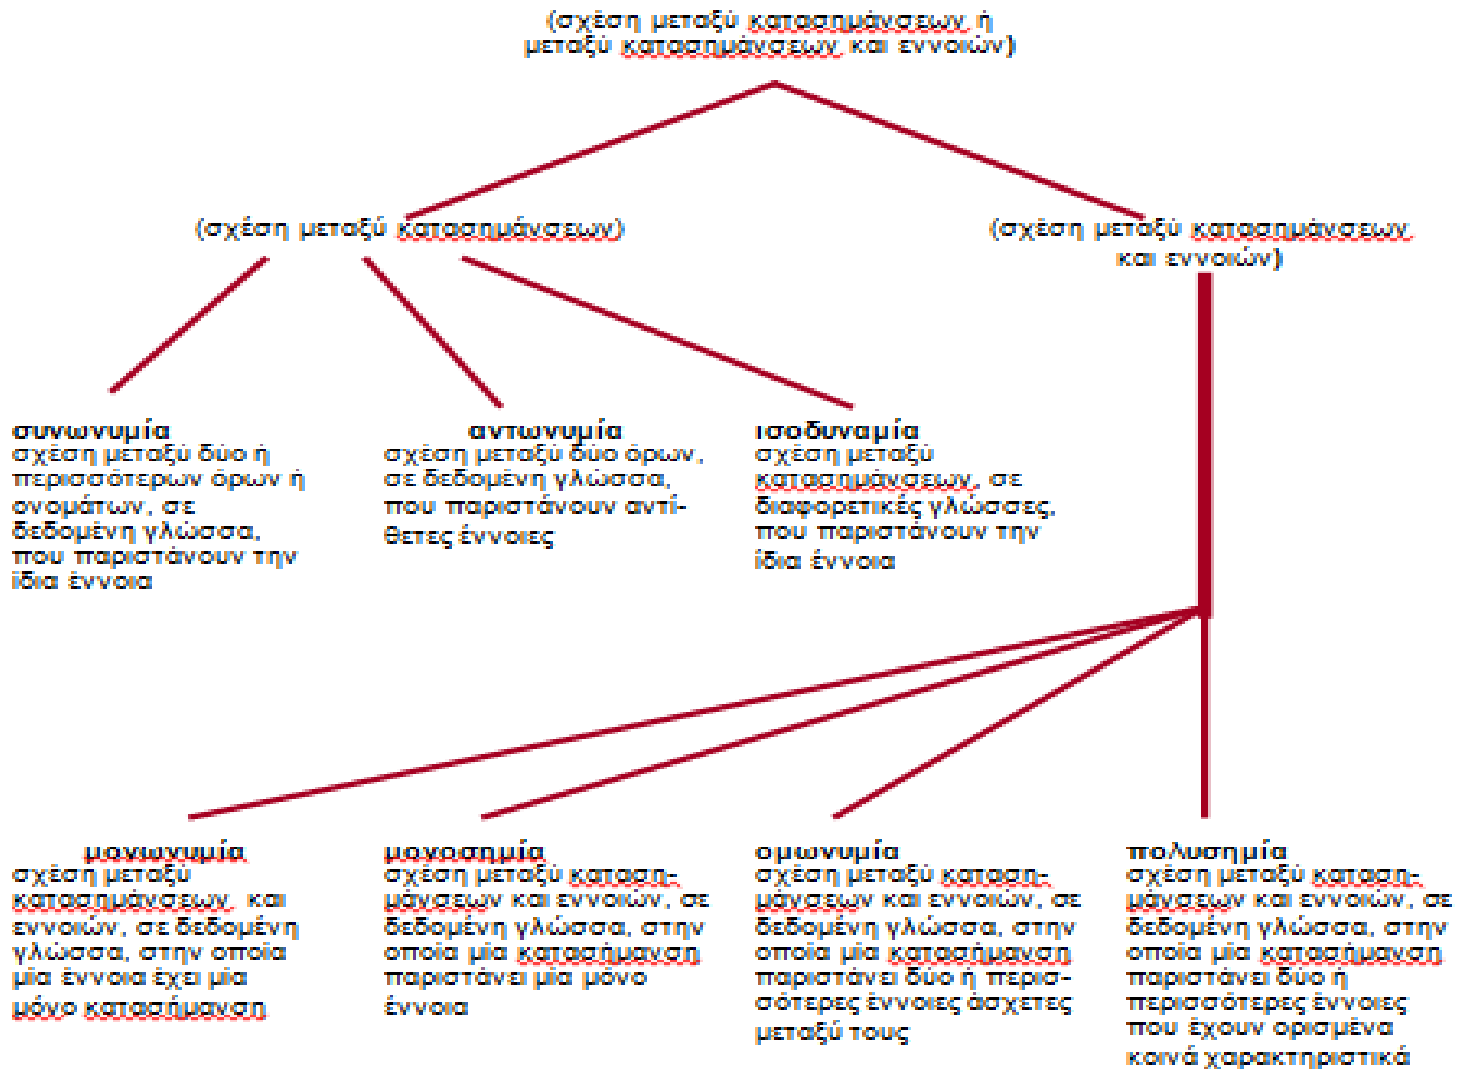 (σχέση μεταξύ κατασημάνσεων ή
μεταξύ κατασημάνσεων και εννοιών)
(σχέση μεταξύ κατασημάνσεων)
(σχέση μεταξύ κατασημάνσεων
και εννοιών)
συνωνυμία
σχέση μεταξύ δύο ή
περισσότερων όρων ή
ονομάτων, σε
δεδομένη γλώσσα,
που παριστάνουν την
ίδια έννοια
αντωνυμία
σχέση μεταξύ δύο όρων,
σε δεδομένη γλώσσα,
που παριστάνουν αντί-
θετες έννοιες
ισοδυναμία
σχέση μεταξύ
κατασημάνσεων, σε
διαφορετικές γλώσσες,
που παριστάνουν την
ίδια έννοια
μονωνυμία
σχέση μεταξύ
κατασημάνσεων και
εννοιών, σε δεδομένη
γλώσσα, στην οποία
μία έννοια έχει μία
μόνο κατασήμανση
μονοσημία
σχέση μεταξύ καταση-
μάνσεων και εννοιών, σε
δεδομένη γλώσσα, στην
οποία μία κατασήμανση
παριστάνει μία μόνο
έννοια
ομωνυμία
σχέση μεταξύ καταση-
μάνσεων και εννοιών, σε
δεδομένη γλώσσα, στην
οποία μία κατασήμανση
παριστάνει δύο ή περισ-
σότερες έννοιες άσχετες
μεταξύ τους
πολυσημία
σχέση μεταξύ καταση-
μάνσεων και εννοιών, σε
δεδομένη γλώσσα, στην
οποία μία κατασήμανση
παριστάνει δύο ή
περισσότερες έννοιες
που έχουν ορισμένα
κοινά χαρακτηριστικά